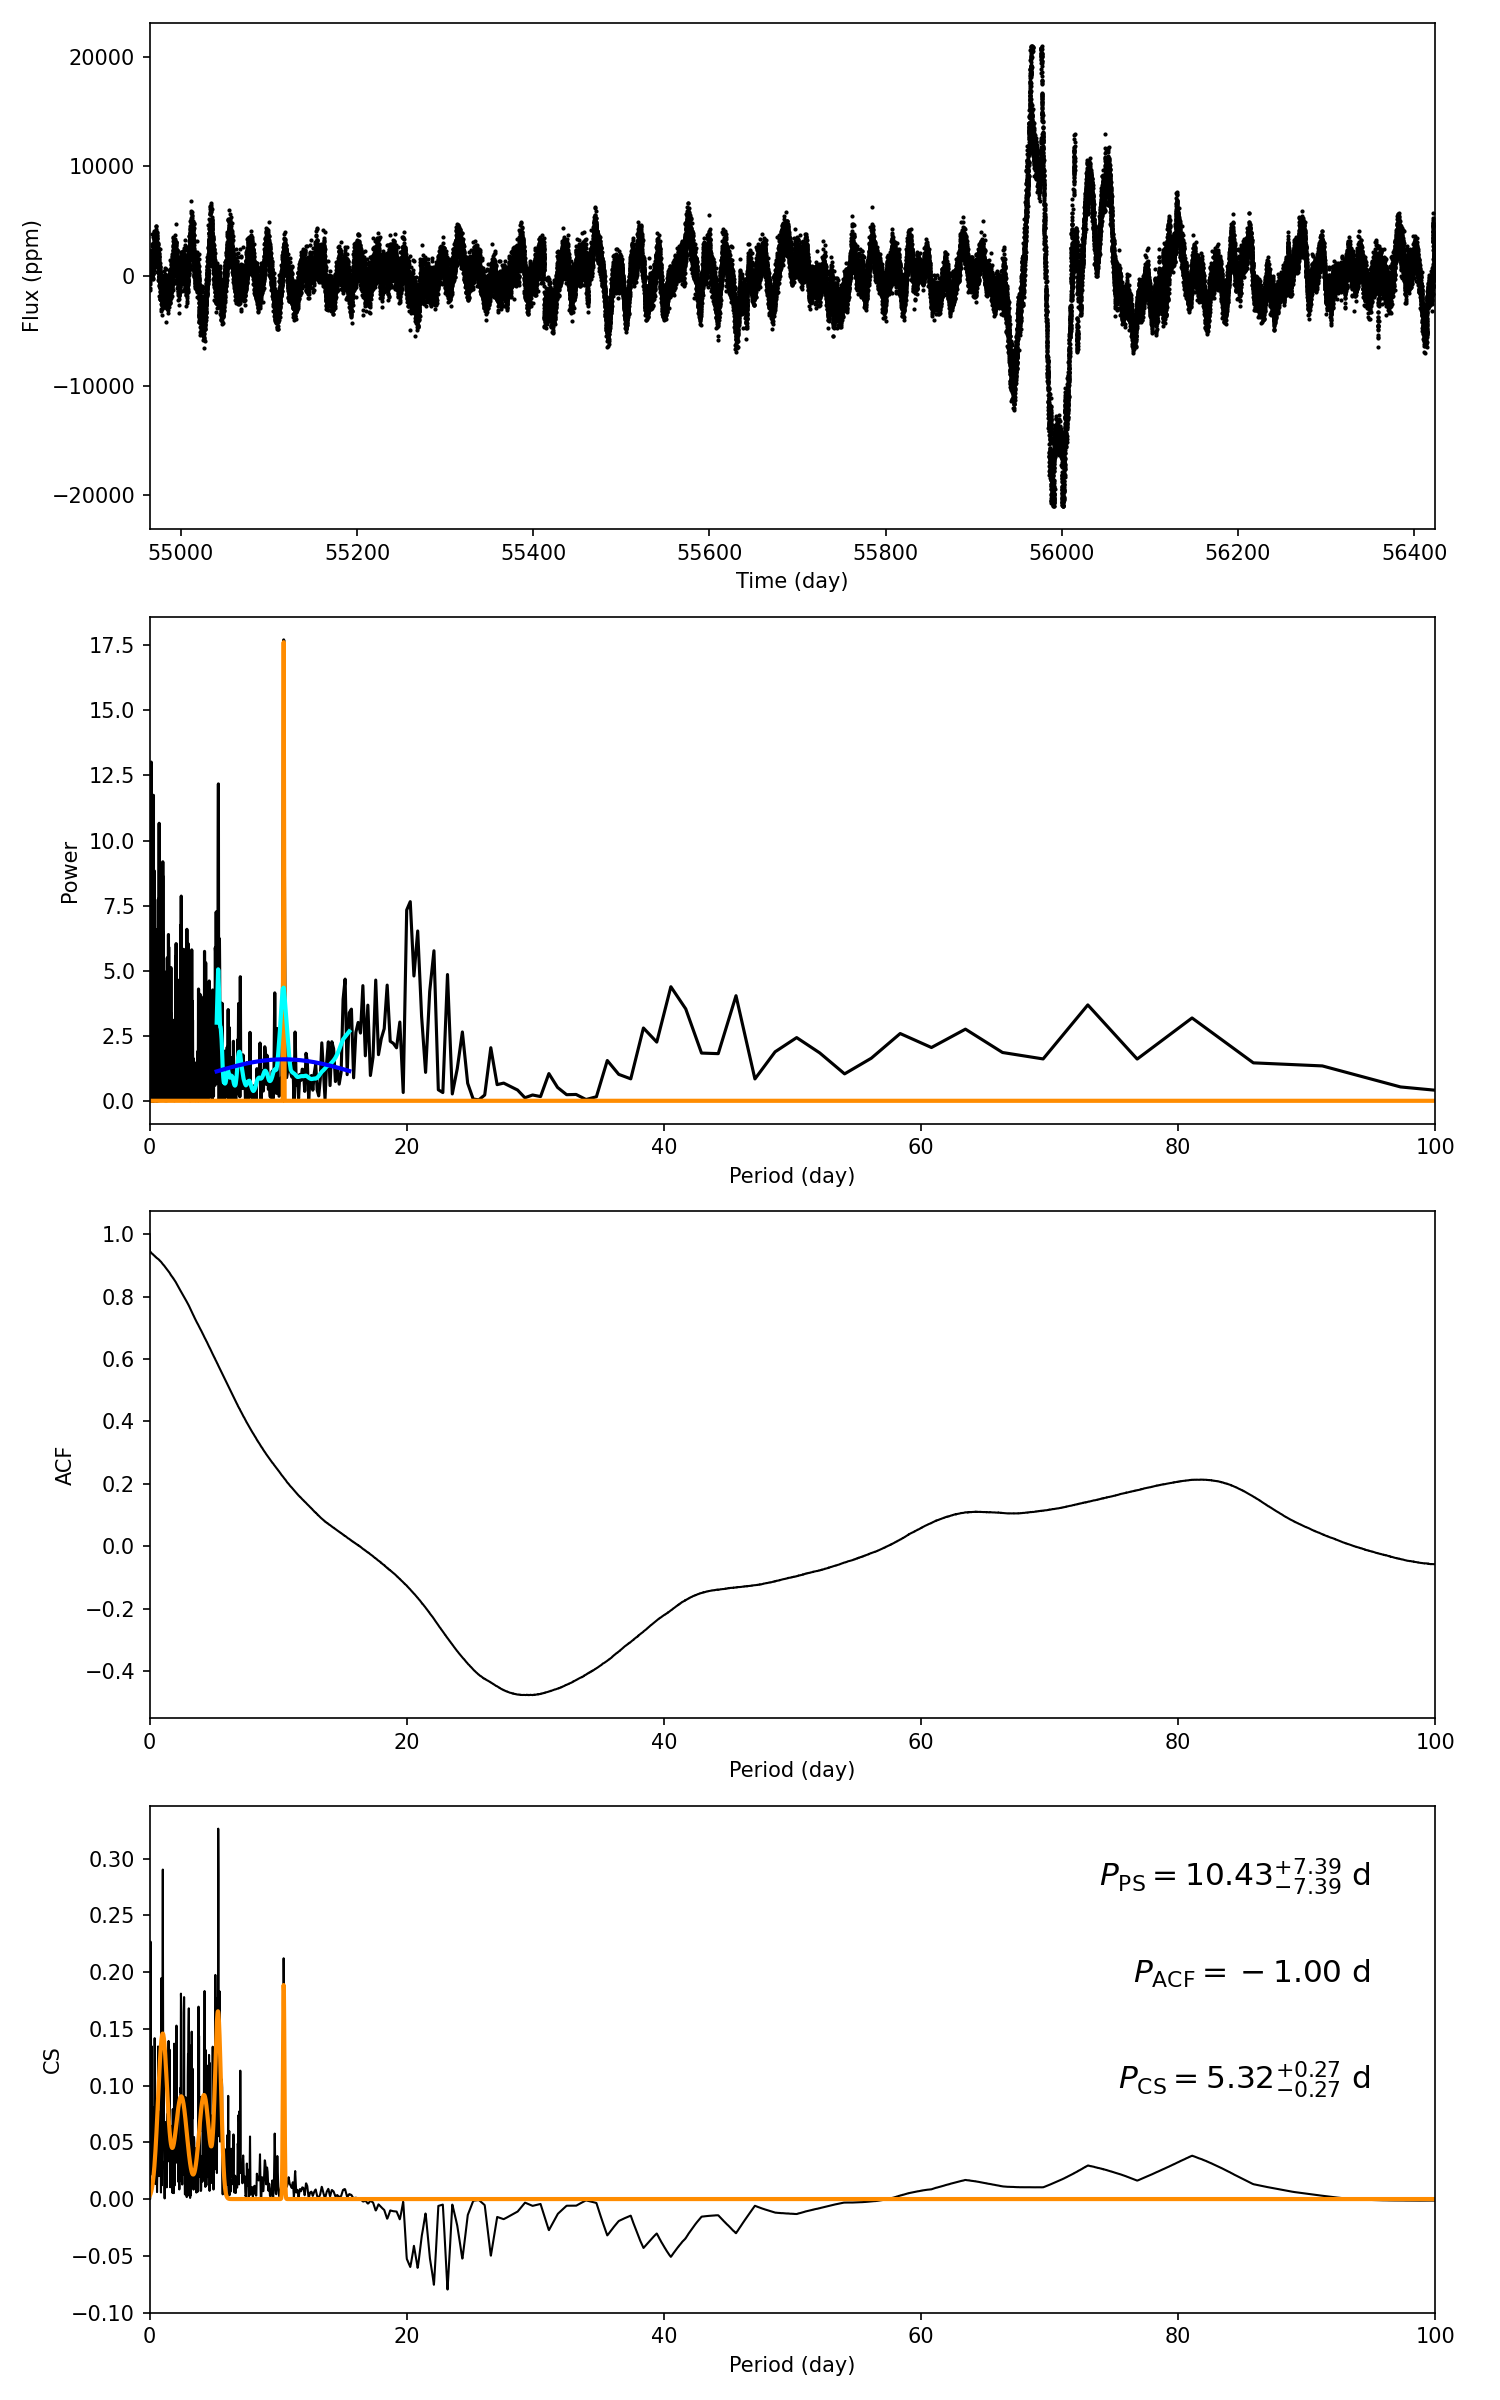 20000
10000
0
−10000
−20000
Flux (ppm)
55000 55200 55400 55600 55800 56000 56200 56400
Time (day)
17.5
15.0
12.5
10.0
7.5
5.0
2.5
0.0
Power
0 20 40 60 80 100
Period (day)
1.0
0.8
0.6
0.4
0.2
0.0
−0.2
−0.4
ACF
0 20 40 60 80 100
Period (day)
0.30
0.25
0.20
0.15
0.10
0.05
0.00
−0.05
−0.10
CS
P_PS = 10.43^{+7.39}_{−7.39} d
P_ACF = −1.00 d
P_CS = 5.32^{+0.27}_{−0.27} d
0 20 40 60 80 100
Period (day)